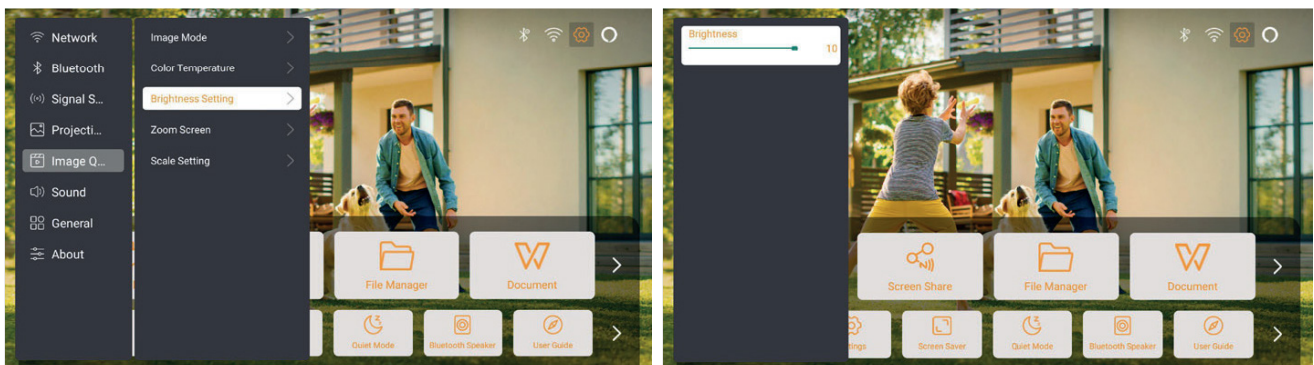 Network
Bluetooth
Signal S...
Projecti...
Image Q...
Sound
General
About
Image Mode
Color Temperature
Brightness Setting
Zoom Screen
Scale Setting
File Manager
Document
Quiet Mode
Bluetooth Speaker
User Guide
Brightness
10
Screen Share
File Manager
Document
tings
Screen Saver
Quiet Mode
Bluetooth Speaker
User Guide